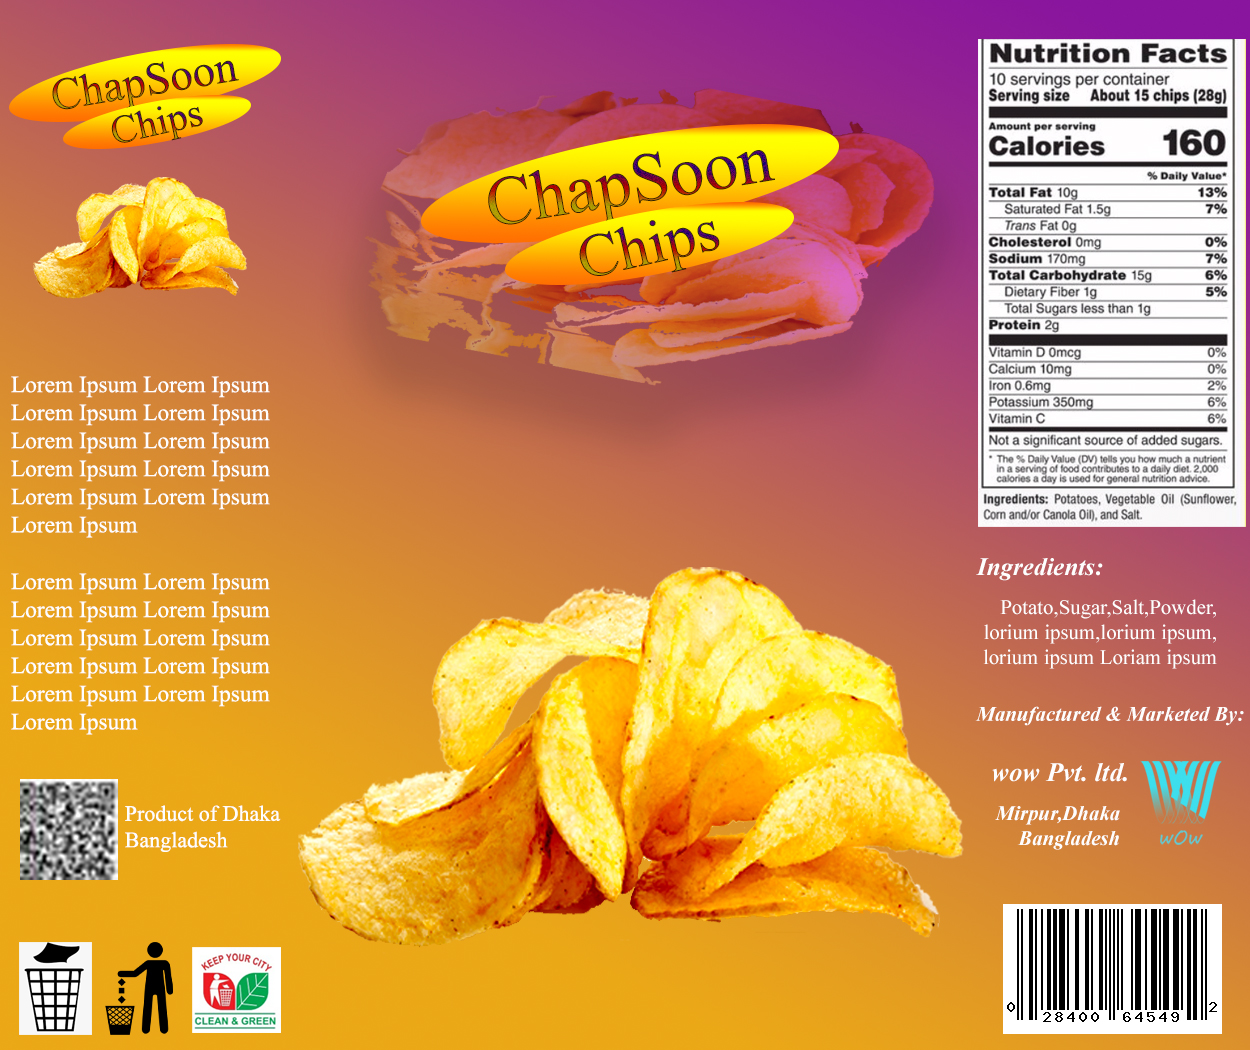 ChapSoon
Chips
Lorem Ipsum Lorem Ipsum
Lorem Ipsum Lorem Ipsum
Lorem Ipsum Lorem Ipsum
Lorem Ipsum Lorem Ipsum
Lorem Ipsum Lorem Ipsum
Lorem Ipsum
Lorem Ipsum Lorem Ipsum
Lorem Ipsum Lorem Ipsum
Lorem Ipsum Lorem Ipsum
Lorem Ipsum Lorem Ipsum
Lorem Ipsum Lorem Ipsum
Lorem Ipsum
Product of Dhaka
Bangladesh
KEEP YOUR CITY
CLEAN & GREEN
ChapSoon
Chips
Nutrition Facts
10 servings per container
Serving size About 15 chips (28g)
Amount per serving
Calories 160
% Daily Value*
Total Fat 10g 13%
Saturated Fat 1.5g 7%
Trans Fat 0g
Cholesterol 0mg 0%
Sodium 170mg 7%
Total Carbohydrate 15g 6%
Dietary Fiber 1g 5%
Total Sugars less than 1g
Protein 2g
Vitamin D 0mcg 0%
Calcium 10mg 0%
Iron 0.6mg 2%
Potassium 350mg 6%
Vitamin C 6%
Not a significant source of added sugars.
* The % Daily Value (DV) tells you how much a nutrient
in a serving of food contributes to a daily diet. 2,000
calories a day is used for general nutrition advice.
Ingredients: Potatoes, Vegetable Oil (Sunflower,
Corn and/or Canola Oil), and Salt.
Ingredients:
Potato,Sugar,Salt,Powder,
lorium ipsum,lorium ipsum,
lorium ipsum Loriam ipsum
Manufactured & Marketed By:
wow Pvt. ltd.
Mirpur,Dhaka
Bangladesh
wOw
0 28400 64549 2